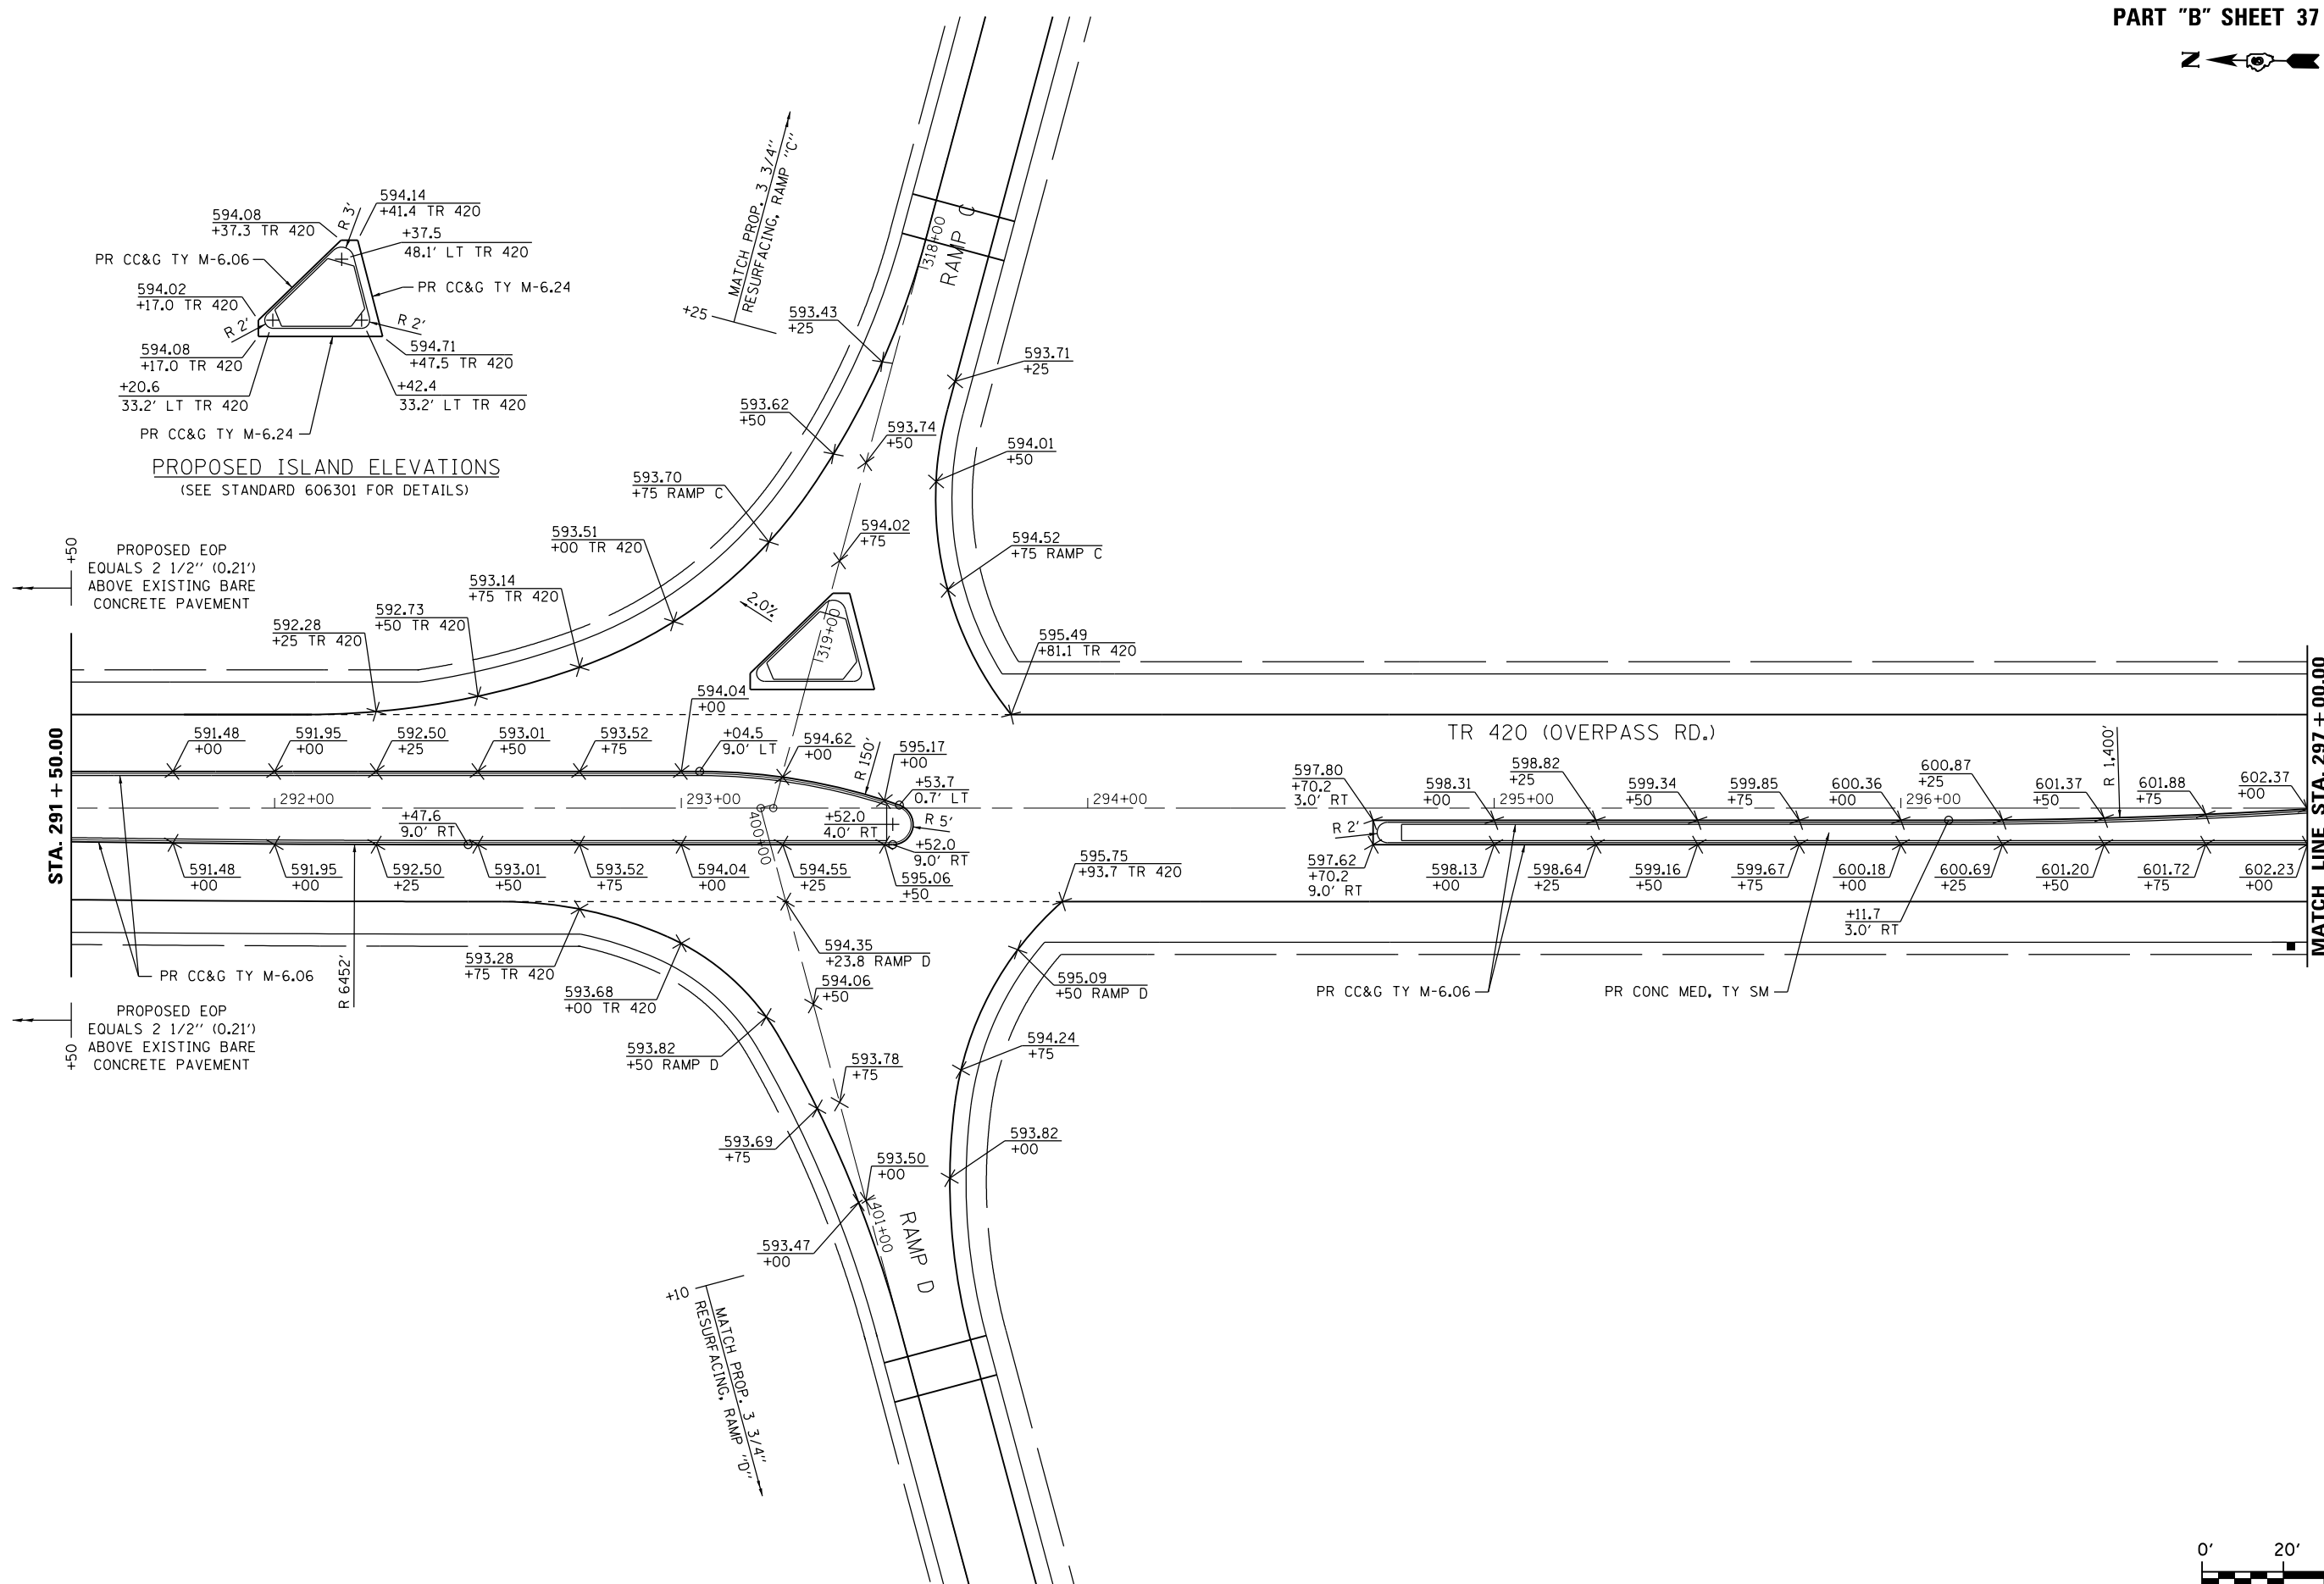 PART "B" SHEET 37
N
594.14
+41.4 TR 420
594.08
+37.3 TR 420
R 3'
+37.5
48.1' LT TR 420
PR CC&G TY M-6.06
PR CC&G TY M-6.24
594.02
+17.0 TR 420
R 2'
R 2'
594.08
+17.0 TR 420
594.71
+47.5 TR 420
+20.6
33.2' LT TR 420
+42.4
33.2' LT TR 420
PR CC&G TY M-6.24
PROPOSED ISLAND ELEVATIONS
(SEE STANDARD 606301 FOR DETAILS)
MATCH PROP. 3 3/4"
RESURFACING, RAMP "C"
+25
318+00
RAMP C
593.43
+25
593.71
+25
593.62
+50
593.74
+50
594.01
+50
593.70
+75 RAMP C
593.51
+00 TR 420
594.02
+75
594.52
+75 RAMP C
+50
PROPOSED EOP
EQUALS 2 1/2" (0.21')
ABOVE EXISTING BARE
CONCRETE PAVEMENT
593.14
+75 TR 420
592.73
+50 TR 420
592.28
+25 TR 420
2.0%
319+00
595.49
+81.1 TR 420
STA. 291 + 50.00
591.48
+00
591.95
+00
592.50
+25
593.01
+50
593.52
+75
594.04
+00
+04.5
9.0' LT
594.62
+00
R 150'
595.17
+00
+53.7
0.7' LT
R 5'
TR 420 (OVERPASS RD.)
597.80
+70.2
3.0' RT
598.31
+00
598.82
+25
599.34
+50
599.85
+75
600.36
+00
600.87
+25
601.37
+50
R 1,400'
601.88
+75
602.37
+00
MATCH LINE STA. 297 + 00.00
292+00
293+00
294+00
295+00
296+00
400+00
+47.6
9.0' RT
+52.0
4.0' RT
+52.0
9.0' RT
R 2'
591.48
+00
591.95
+00
592.50
+25
593.01
+50
593.52
+75
594.04
+00
594.55
+25
595.06
+50
595.75
+93.7 TR 420
597.62
+70.2
9.0' RT
598.13
+00
598.64
+25
599.16
+50
599.67
+75
600.18
+00
600.69
+25
601.20
+50
601.72
+75
602.23
+00
+11.7
3.0' RT
PR CC&G TY M-6.06
R 6452'
593.28
+75 TR 420
593.68
+00 TR 420
594.35
+23.8 RAMP D
594.06
+50
595.09
+50 RAMP D
PR CC&G TY M-6.06
PR CONC MED, TY SM
PROPOSED EOP
EQUALS 2 1/2" (0.21')
ABOVE EXISTING BARE
CONCRETE PAVEMENT
+50
593.82
+50 RAMP D
593.78
+75
594.24
+75
593.69
+75
593.50
+00
593.82
+00
593.47
+00
401+00
RAMP D
+10
MATCH PROP. 3 3/4"
RESURFACING, RAMP "D"
0'
20'